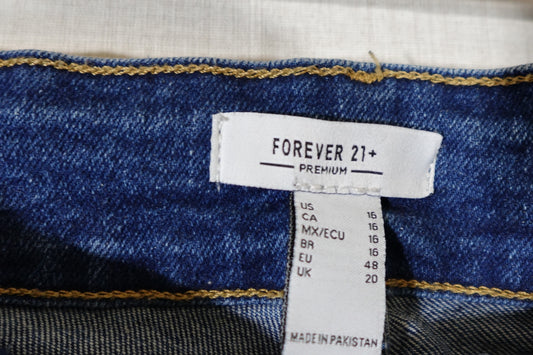 FOREVER 21+
PREMIUM
US 16
CA 16
MX/ECU 16
BR 16
EU 48
UK 20
MADE IN PAKISTAN